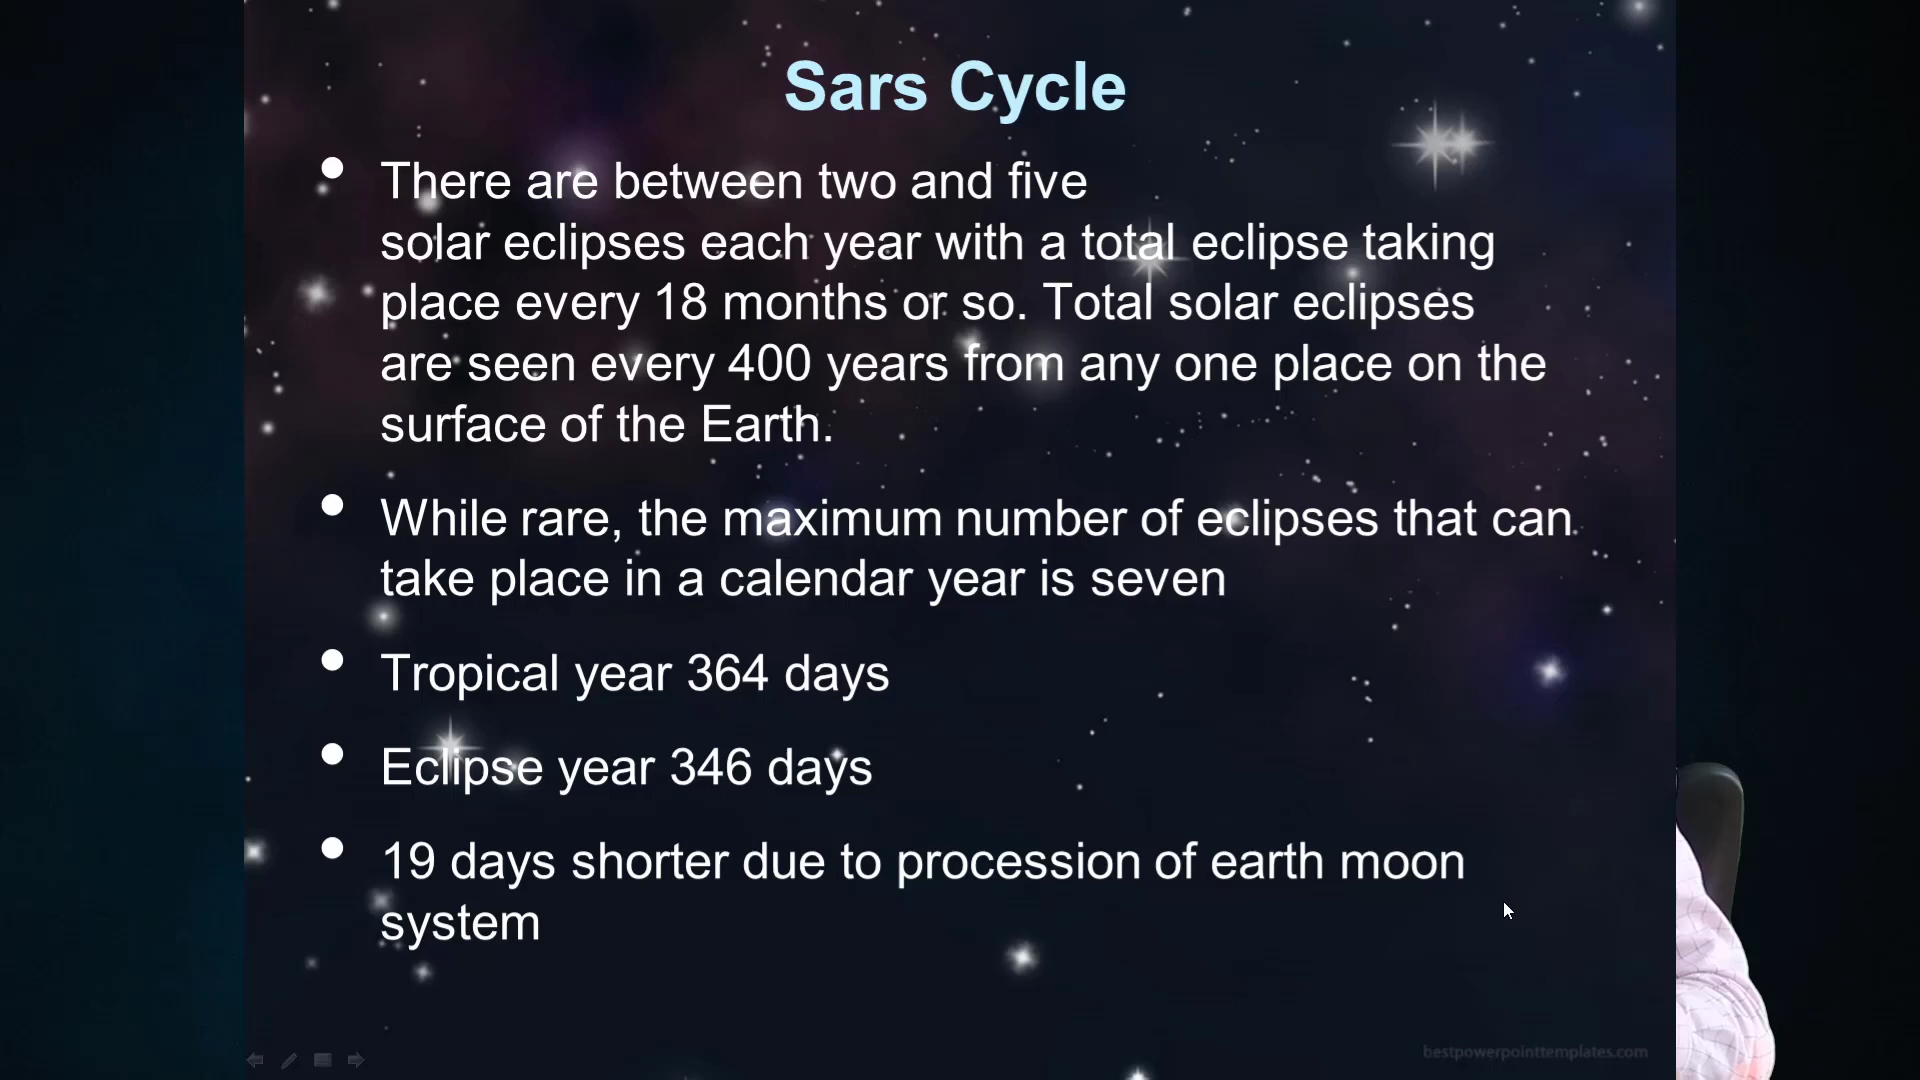 Sars Cycle
• There are between two and five
solar eclipses each year with a total eclipse taking
place every 18 months or so. Total solar eclipses
are seen every 400 years from any one place on the
surface of the Earth.
• While rare, the maximum number of eclipses that can
take place in a calendar year is seven
• Tropical year 364 days
• Eclipse year 346 days
• 19 days shorter due to procession of earth moon
system
bestpowerpointtemplates.com